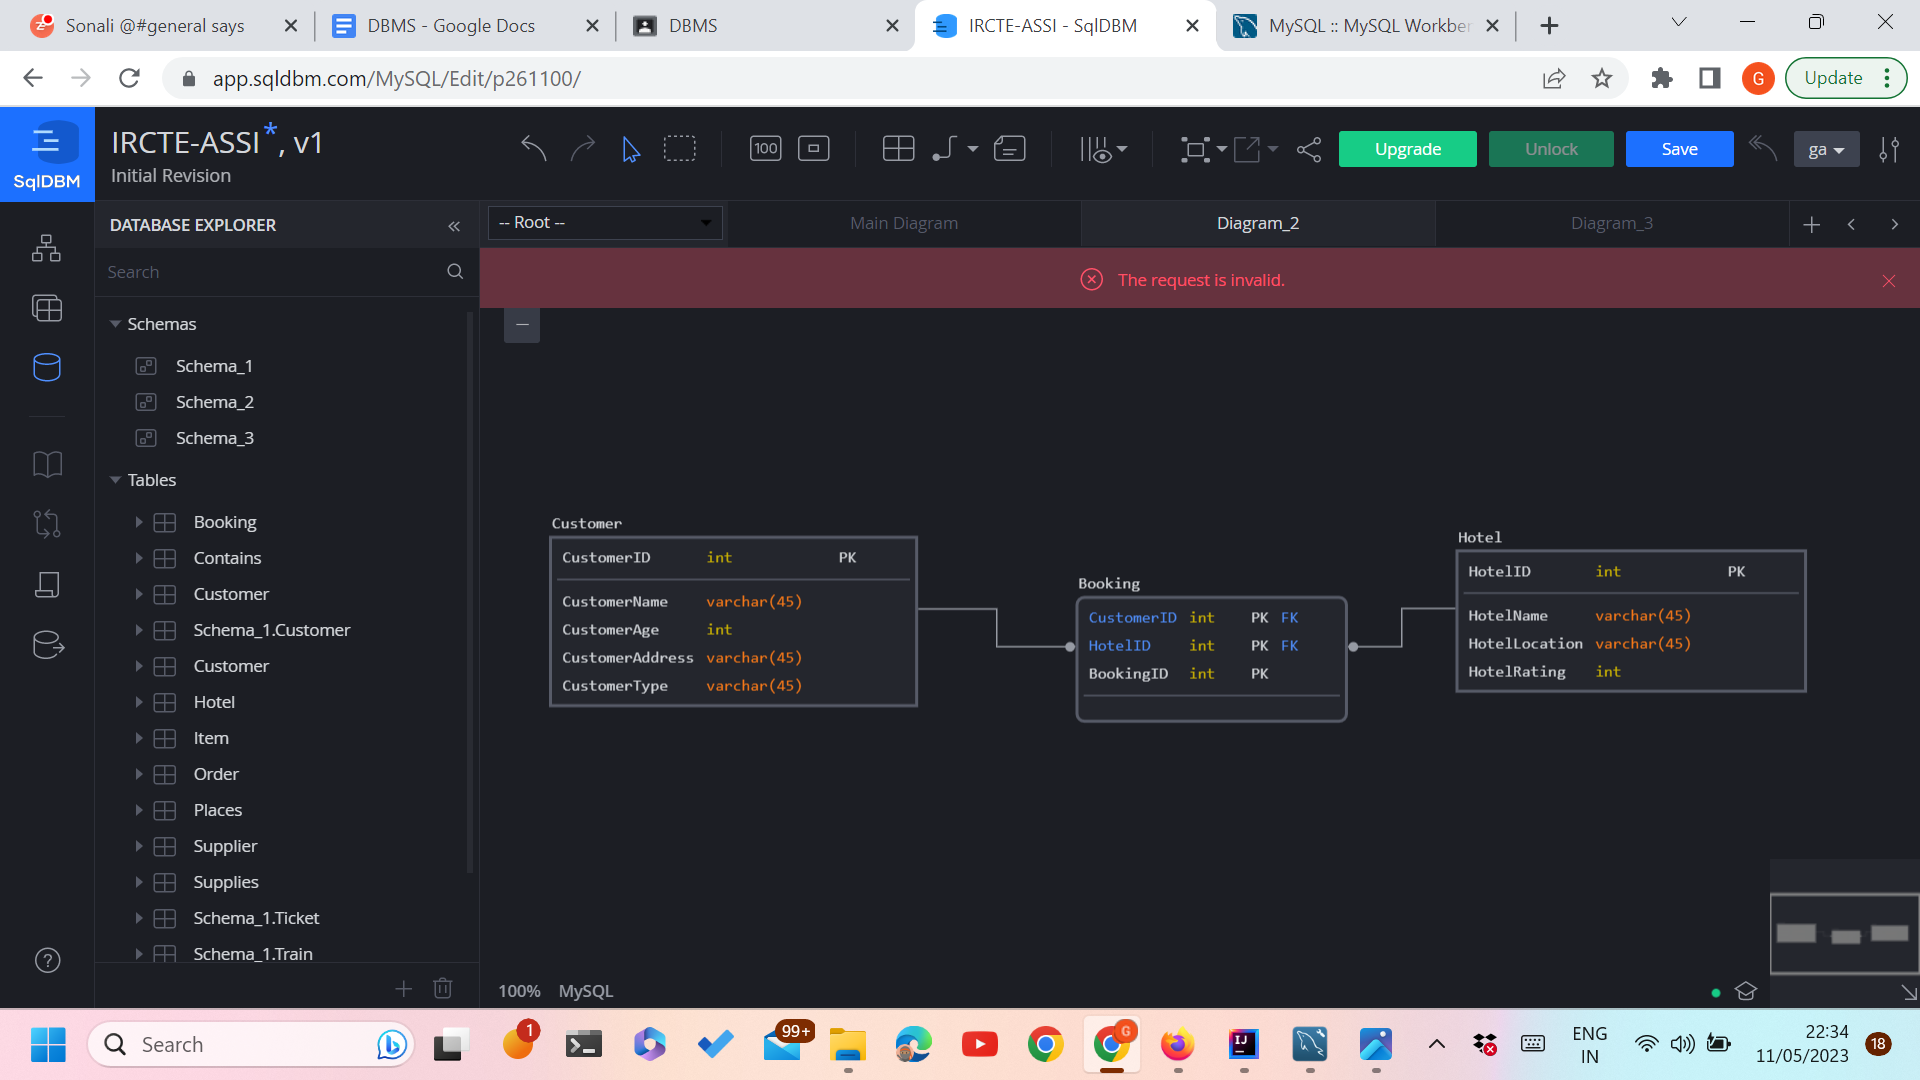 Sonali @#general says
DBMS - Google Docs
DBMS
IRCTE-ASSI - SqlDBM
MySQL :: MySQL Workber
app.sqldbm.com/MySQL/Edit/p261100/
G
Update
SqlDBM
IRCTE-ASSI*, v1
Initial Revision
100
Upgrade
Unlock
Save
ga
DATABASE EXPLORER
-- Root --
Main Diagram
Diagram_2
Diagram_3
Search
The request is invalid.
Schemas
Schema_1
Schema_2
Schema_3
Tables
Booking
Contains
Customer
Schema_1.Customer
Customer
Hotel
Item
Order
Places
Supplier
Supplies
Schema_1.Ticket
Schema_1.Train
Customer
CustomerID int PK
CustomerName varchar(45)
CustomerAge int
CustomerAddress varchar(45)
CustomerType varchar(45)
Booking
CustomerID int PK FK
HotelID int PK FK
BookingID int PK
Hotel
HotelID int PK
HotelName varchar(45)
HotelLocation varchar(45)
HotelRating int
100% MySQL
Search
1
99+
G
IJ
ENG
IN
22:34
11/05/2023
18